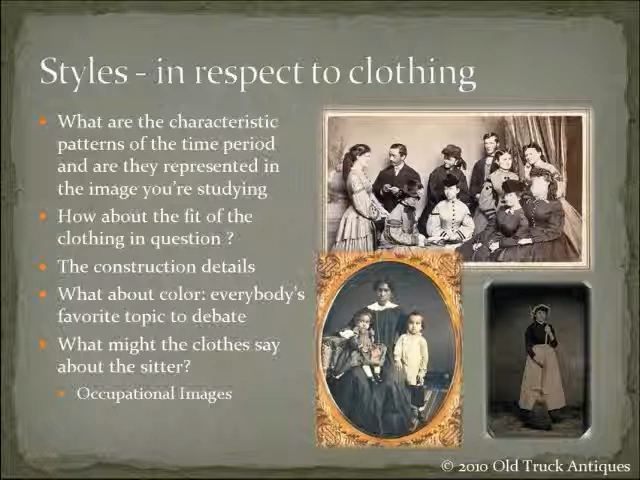 Styles - in respect to clothing
What are the characteristic
patterns of the time period
and are they represented in
the image you're studying
How about the fit of the
clothing in question ?
The construction details
What about color: everybody's
favorite topic to debate
What might the clothes say
about the sitter?
Occupational Images
© 2010 Old Truck Antiques